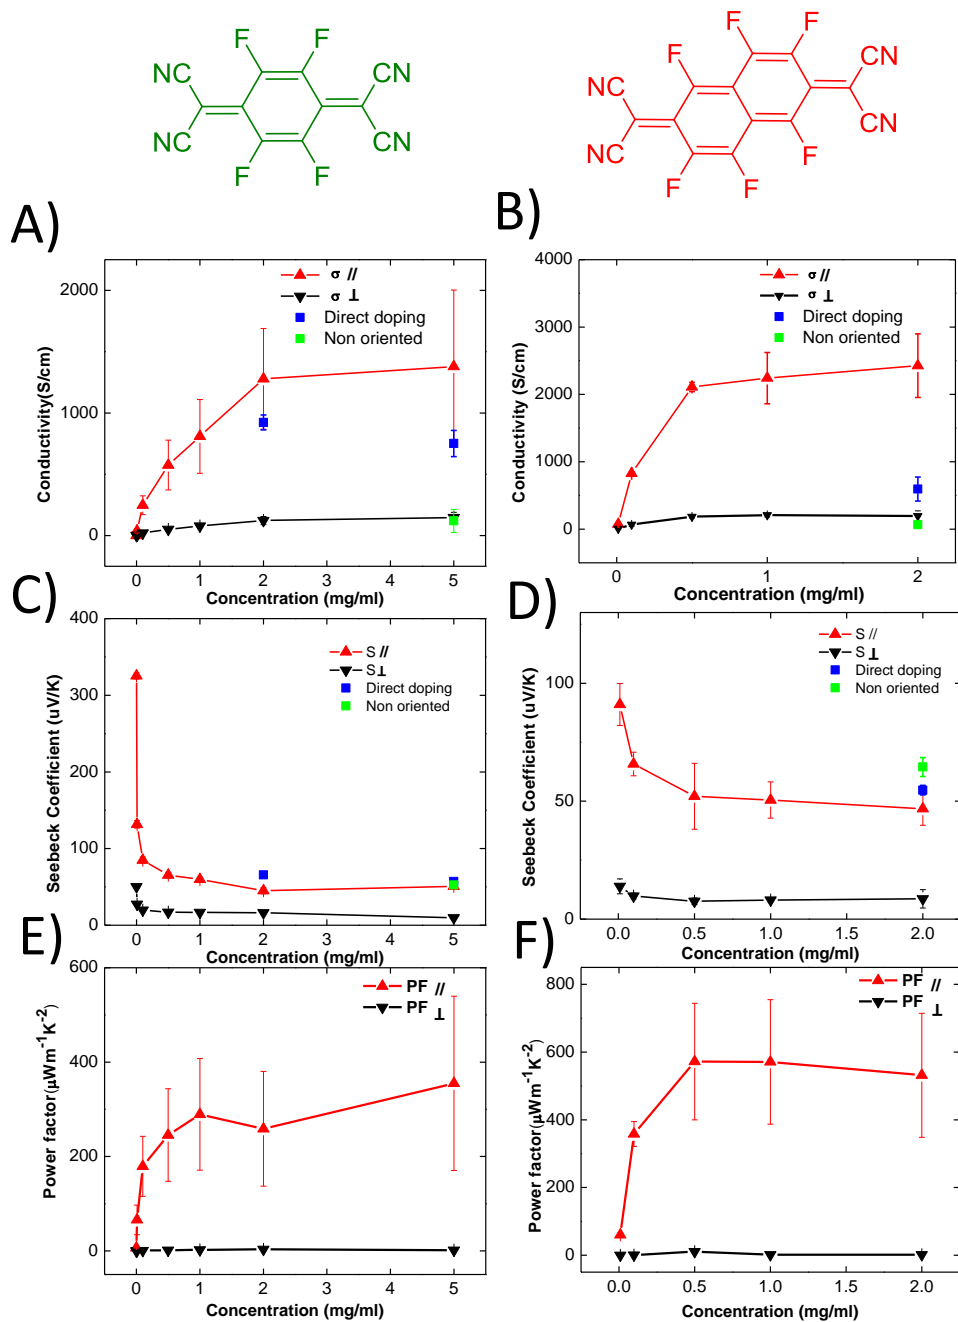 F F
NC CN
NC CN
F F
F F
F CN
NC CN
NC F
F F
A)
B)
σ //
σ ⊥
Direct doping
Non oriented
Conductivity(S/cm)
2000
1000
0
0 1 2 3 4 5
Concentration (mg/ml)
σ //
σ ⊥
Direct doping
Non oriented
Conductivity (S/cm)
4000
3000
2000
1000
0
0 1 2
Concentration (mg/ml)
C)
S //
S ⊥
Direct doping
Non oriented
Seebeck Coefficient (uV/K)
400
300
200
100
0
0 1 2 3 4 5
Concentration (mg/ml)
D)
S //
S ⊥
Direct doping
Non oriented
Seebeck Coefficient (uV/K)
100
50
0
0.0 0.5 1.0 1.5 2.0
Concentration (mg/ml)
E)
PF //
PF ⊥
Power factor(μWm-1K-2)
600
400
200
0
0 1 2 3 4 5
Concentration (mg/ml)
F)
PF //
PF ⊥
Power factor(μWm-1K-2)
800
600
400
200
0
0.0 0.5 1.0 1.5 2.0
Concentration (mg/ml)